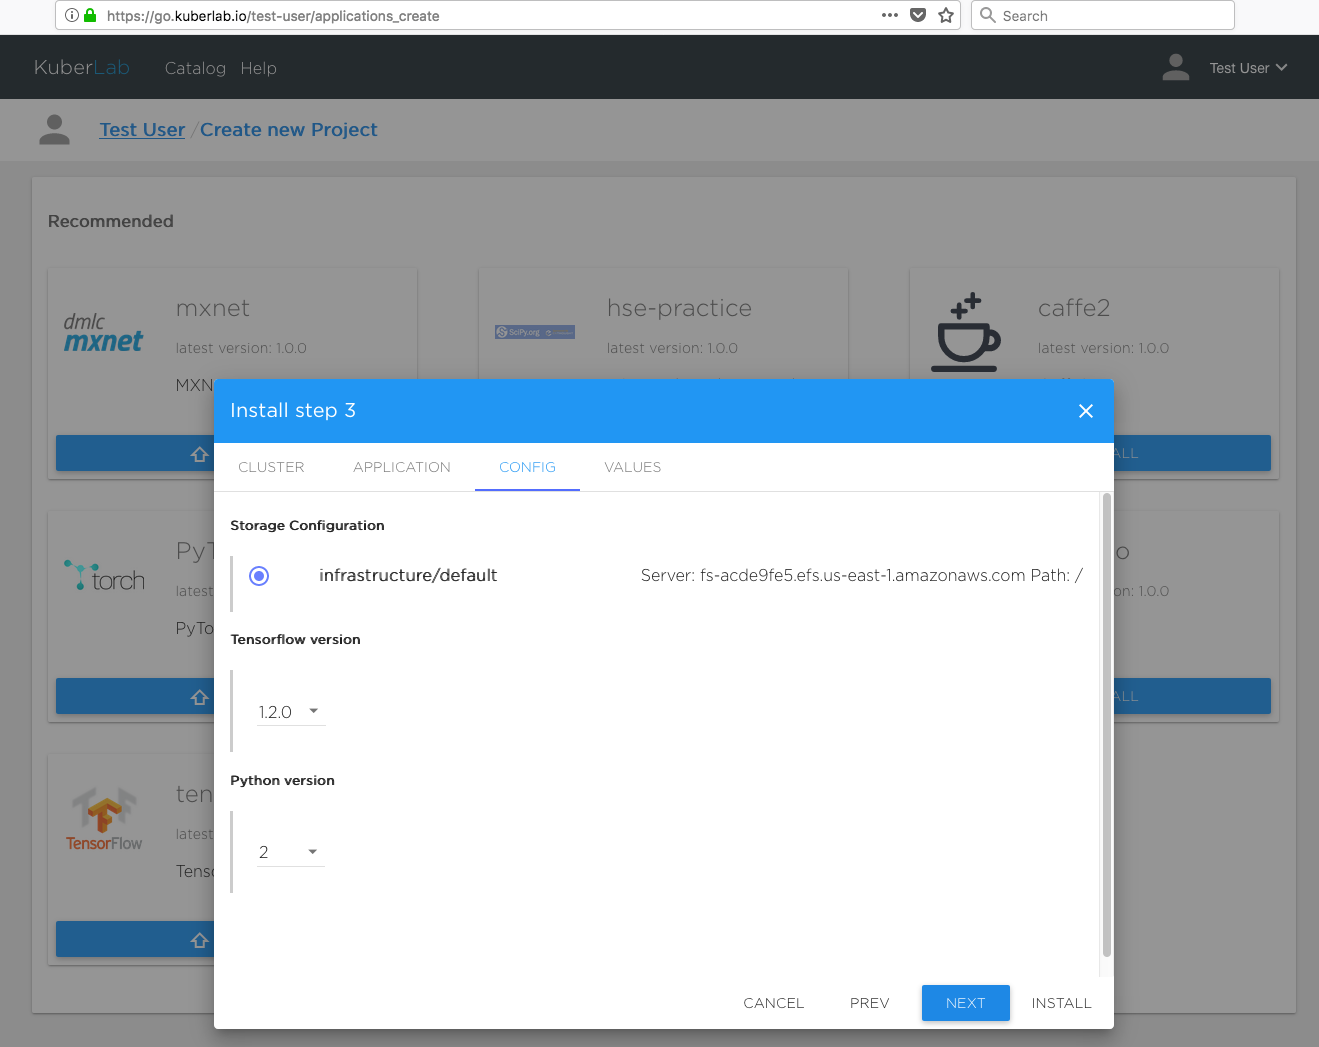 https://go.kuberlab.io/test-user/applications_create
Search
KuberLab Catalog Help
Test User
Test User / Create new Project
Recommended
dmlc mxnet
mxnet
latest version: 1.0.0
MXN
SciPy.org
hse-practice
latest version: 1.0.0
caffe2
latest version: 1.0.0
ALL
Install step 3
CLUSTER APPLICATION CONFIG VALUES
Storage Configuration
infrastructure/default Server: fs-acde9fe5.efs.us-east-1.amazonaws.com Path: /
Tensorflow version
1.2.0
Python version
2
CANCEL PREV NEXT INSTALL
torch
PyT
latest
PyTo
o
on: 1.0.0
ALL
TensorFlow
ten
latest
Tenso